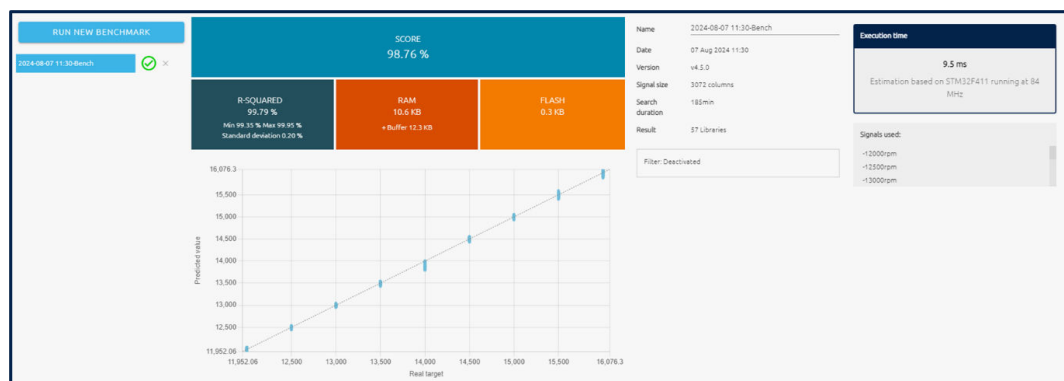 RUN NEW BENCHMARK
2024-08-07 11:30-Bench
×
SCORE
98.76 %
R-SQUARED
99.79 %
Min 99.35 % Max 99.95 %
Standard deviation 0.20 %
RAM
10.6 KB
+ Buffer 12.3 KB
FLASH
0.3 KB
Predicted value
16,076.3
15,500
15,000
14,500
14,000
13,500
13,000
12,500
11,952.06
11,952.06 12,500 13,000 13,500 14,000 14,500 15,000 15,500 16,076.3
Real target
Name 2024-08-07 11:30-Bench
Date 07 Aug 2024 11:30
Version v4.5.0
Signal size 3072 columns
Search duration 185min
Result 57 Libraries
Filter: Deactivated
Execution time
9.5 ms
Estimation based on STM32F411 running at 84
MHz
Signals used:
-12000rpm
-12500rpm
-13000rpm